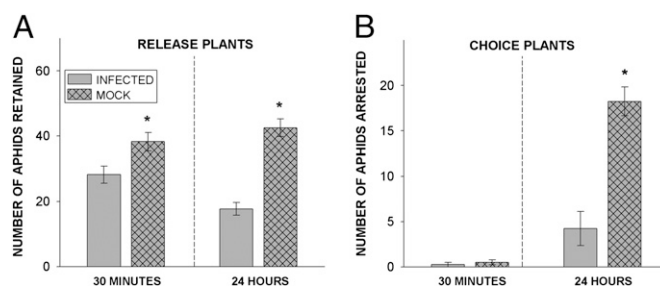 A
RELEASE PLANTS
NUMBER OF APHIDS RETAINED
60
40
20
0
INFECTED
MOCK
*
*
30 MINUTES
24 HOURS
B
CHOICE PLANTS
NUMBER OF APHIDS ARRESTED
20
15
10
5
0
*
30 MINUTES
24 HOURS